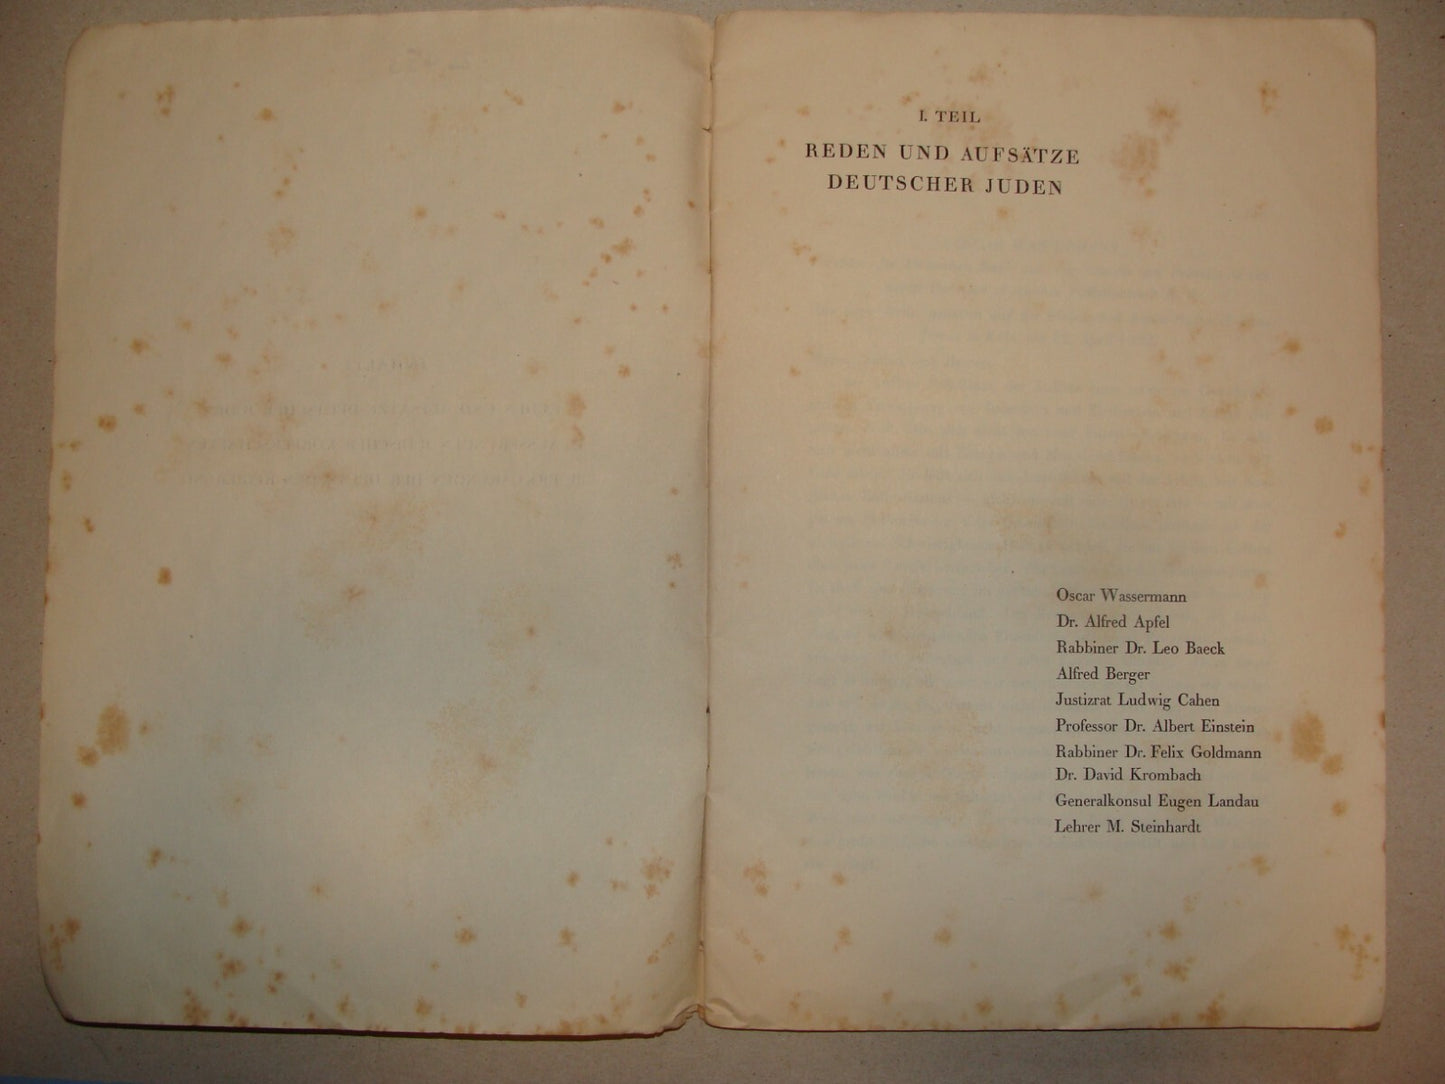 I. TEIL
REDEN UND AUFSÄTZE
DEUTSCHER JUDEN
Oscar Wassermann
Dr. Alfred Apfel
Rabbiner Dr. Leo Baeck
Alfred Berger
Justizrat Ludwig Cahen
Professor Dr. Albert Einstein
Rabbiner Dr. Felix Goldmann
Dr. David Krombach
Generalkonsul Eugen Landau
Lehrer M. Steinhardt